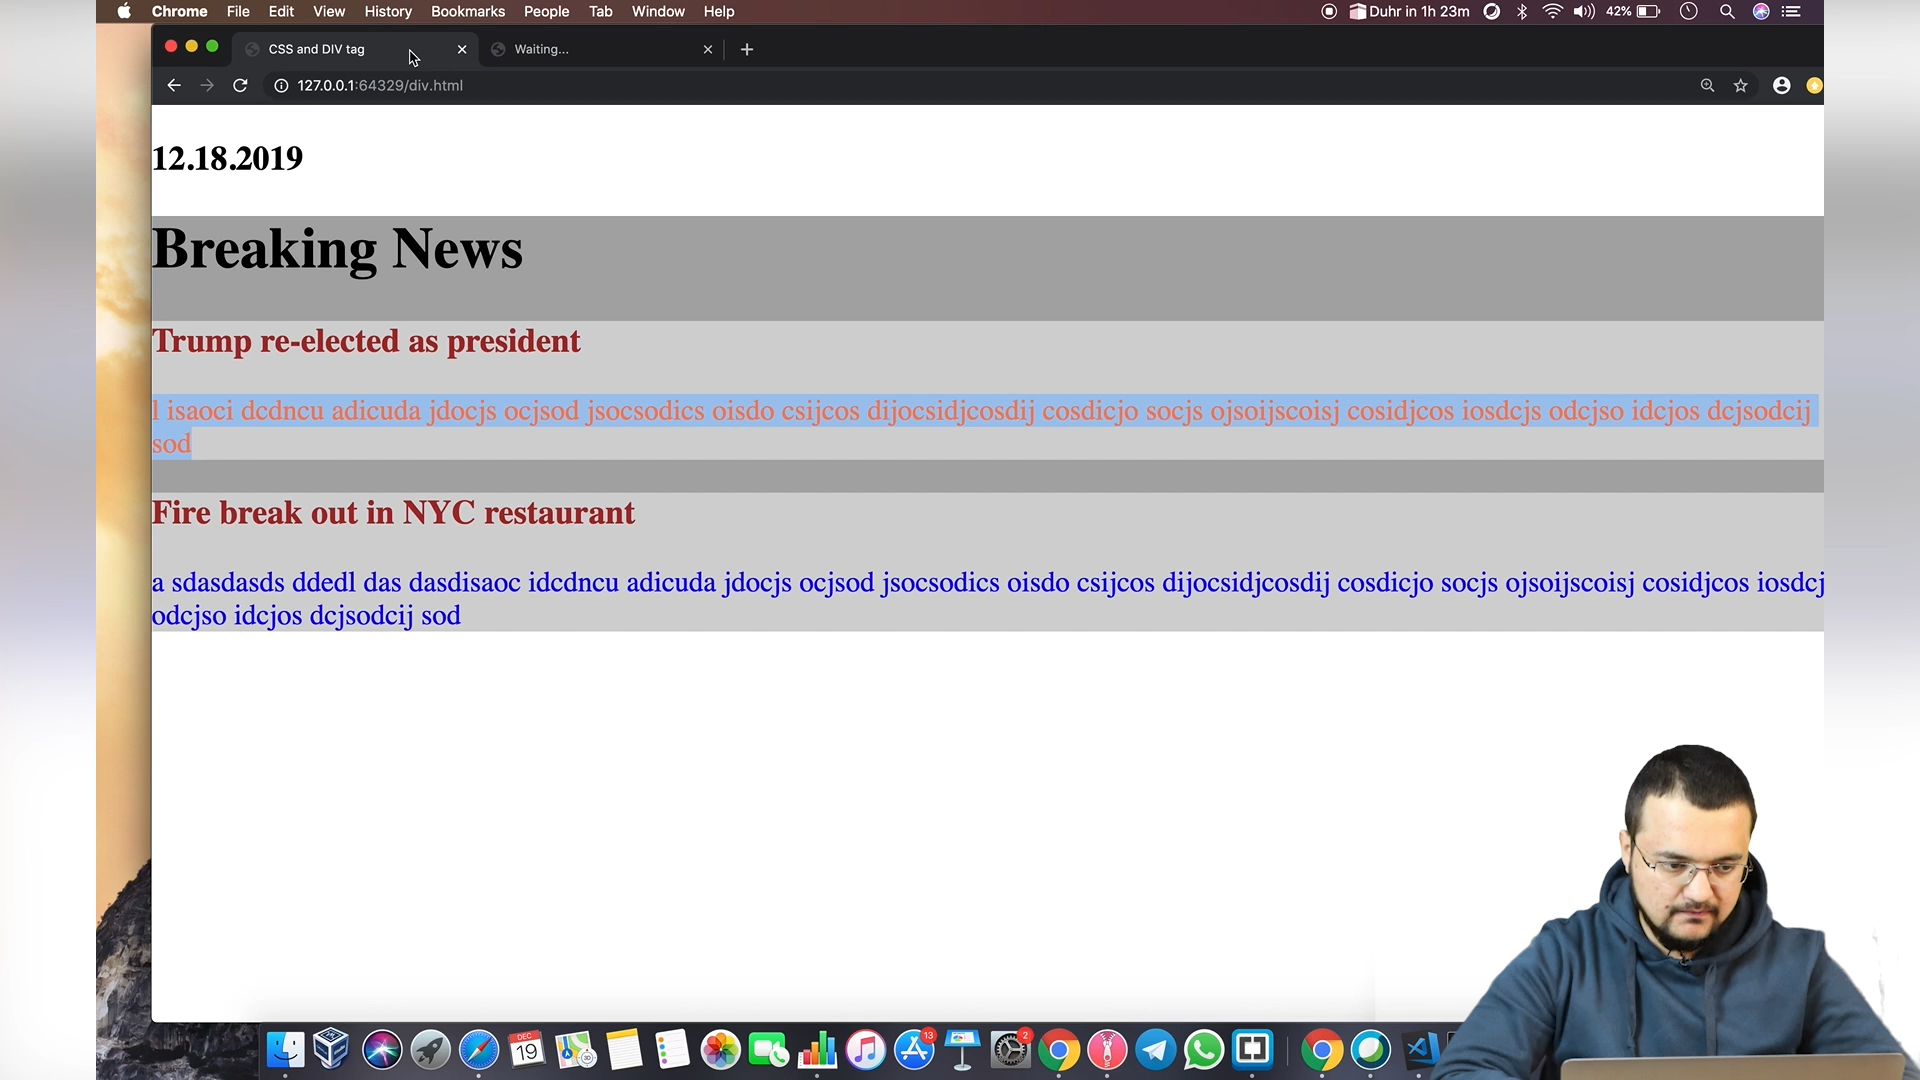 Chrome File Edit View History Bookmarks People Tab Window Help Duhr in 1h 23m 42%
CSS and DIV tag Waiting...
127.0.0.1:64329/div.html
12.18.2019
Breaking News
Trump re-elected as president
l isaoci dcdncu adicuda jdocjs ocjsod jsocsodics oisdo csijcos dijocsidjcosdij cosdicjo socjs ojsoijscoisj cosidjcos iosdcjs odcjso idcjos dcjsodcij
sod
Fire break out in NYC restaurant
a sdasdasds ddedl das dasdisaoc idcdncu adicuda jdocjs ocjsod jsocsodics oisdo csijcos dijocsidjcosdij cosdicjo socjs ojsoijscoisj cosidjcos iosdcj
odcjso idcjos dcjsodcij sod
DEC
19
13
2